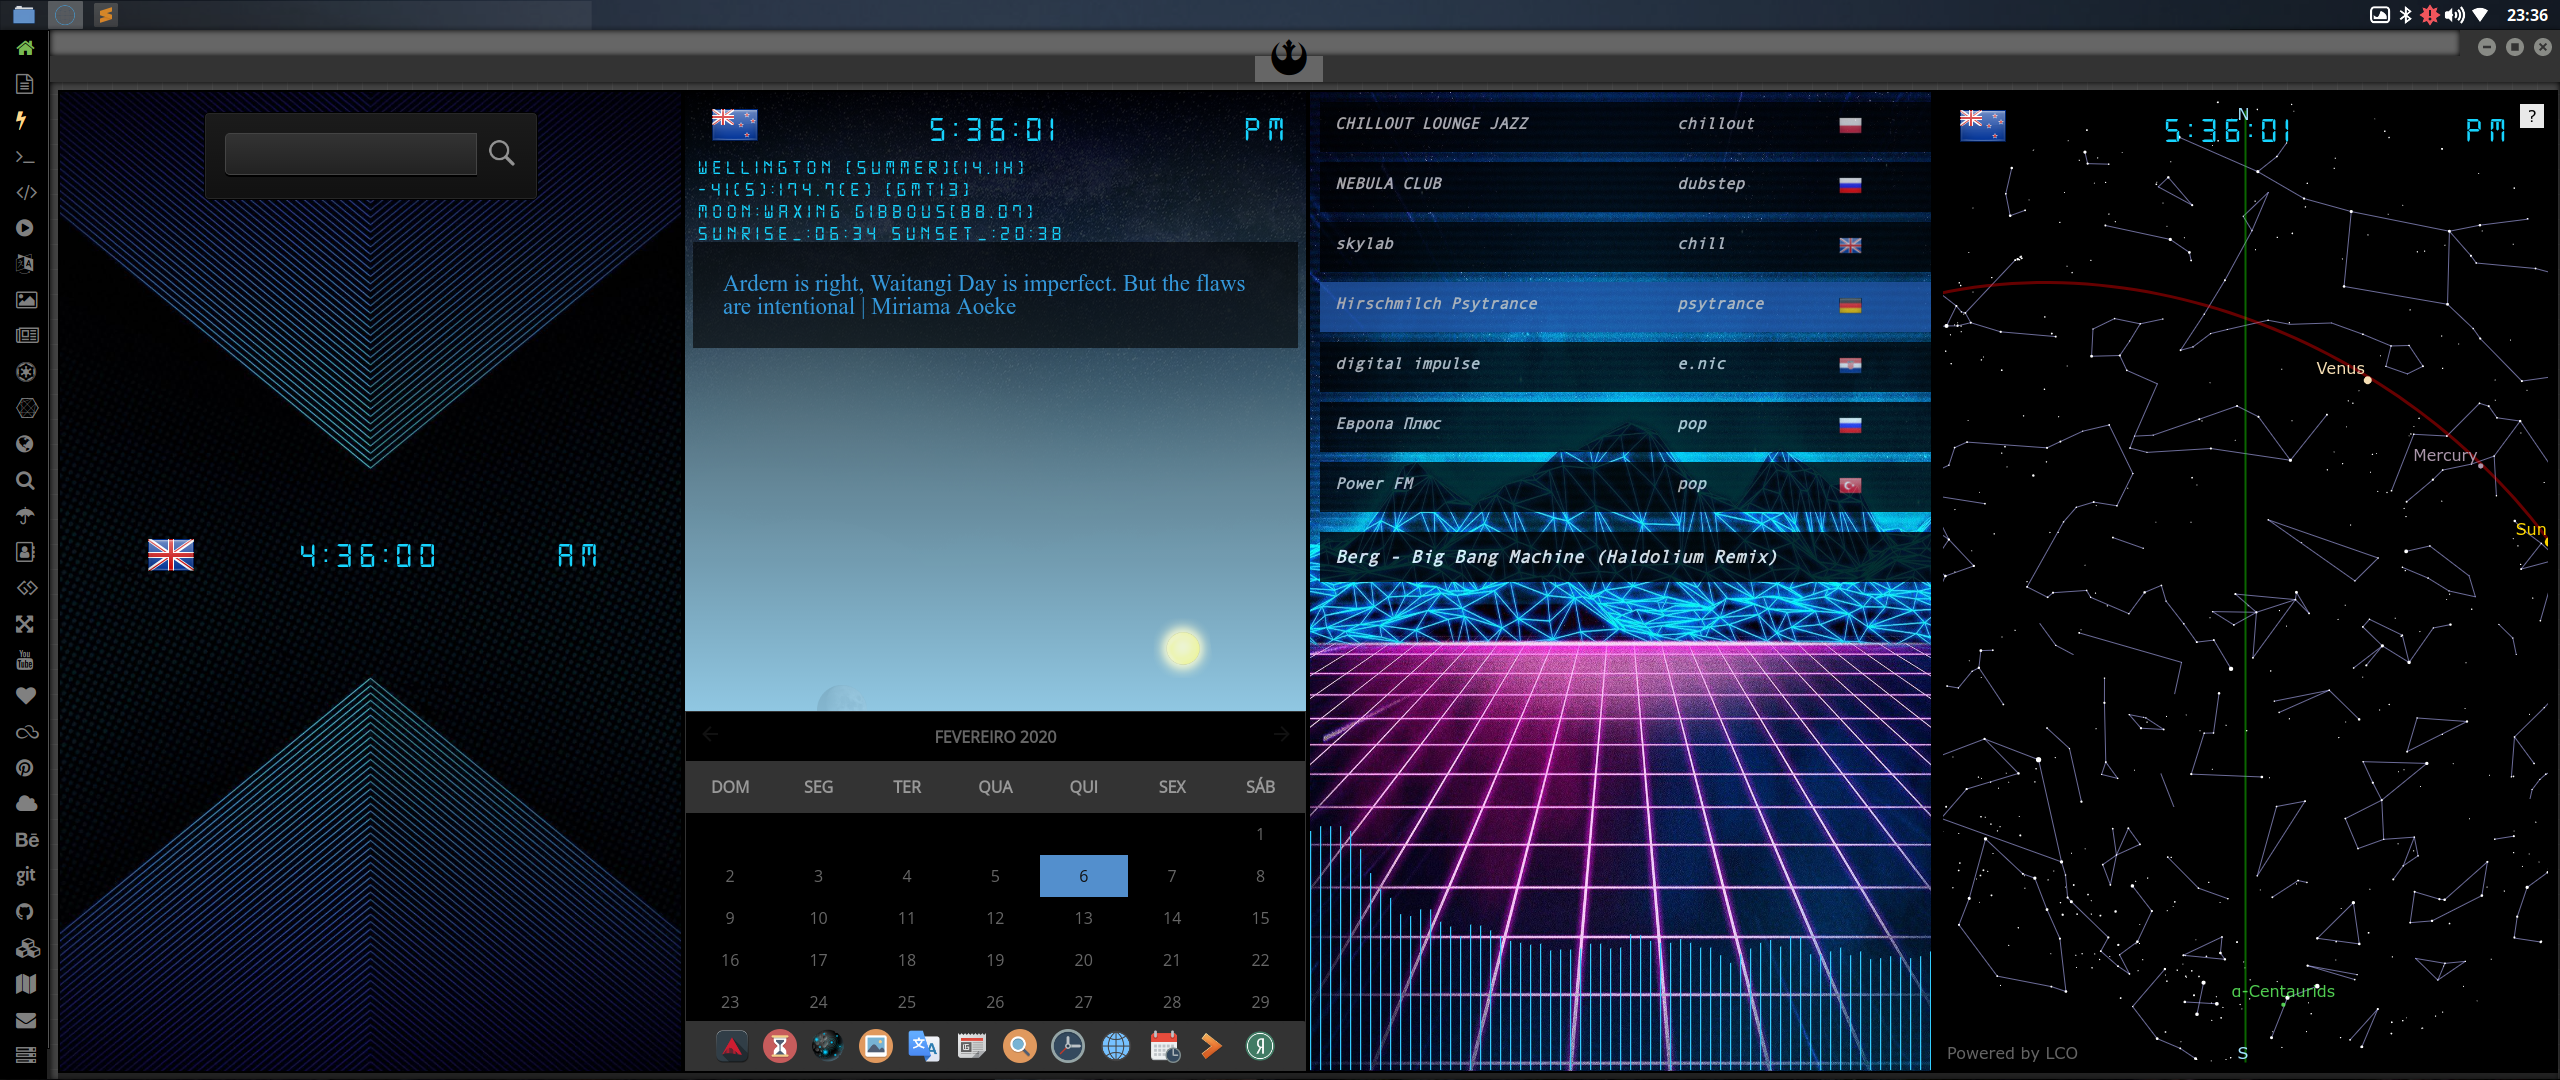 23:36
Be
git
You
Tube
4:36:00 AM
5:36:01 PM
WELLINGTON (SUMMER)[14.1H]
-41(S):174.7(E) [GMT13]
MOON:WAXING GIBBOUS[88.07]
SUNRISE_:06:34 SUNSET_:20:38
Ardern is right, Waitangi Day is imperfect. But the flaws
are intentional | Miriama Aoeke
FEVEREIRO 2020
DOM SEG TER QUA QUI SEX SÁB
1
2 3 4 5 6 7 8
9 10 11 12 13 14 15
16 17 18 19 20 21 22
23 24 25 26 27 28 29
CHILLOUT LOUNGE JAZZ chillout
NEBULA CLUB dubstep
skylab chill
Hirschmilch Psytrance psytrance
digital impulse e.nic
Европа Плюс pop
Power FM pop
Berg - Big Bang Machine (Haldolium Remix)
N
?
5:36:01 PM
Venus
Mercury
Sun
α-Centaurids
Powered by LCO
S